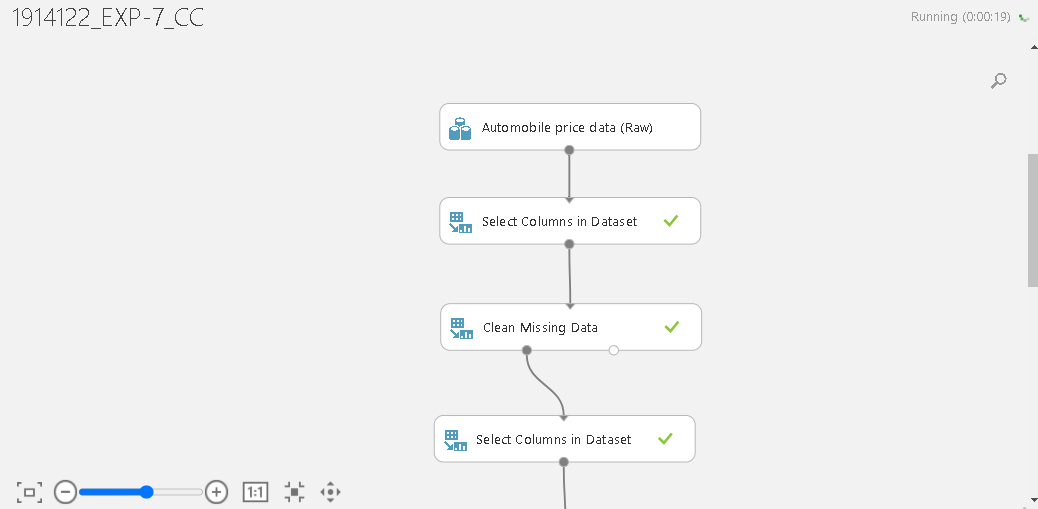 1914122_EXP-7_CC
Running (0:00:19)
Automobile price data (Raw)
Select Columns in Dataset
Clean Missing Data
Select Columns in Dataset
1:1